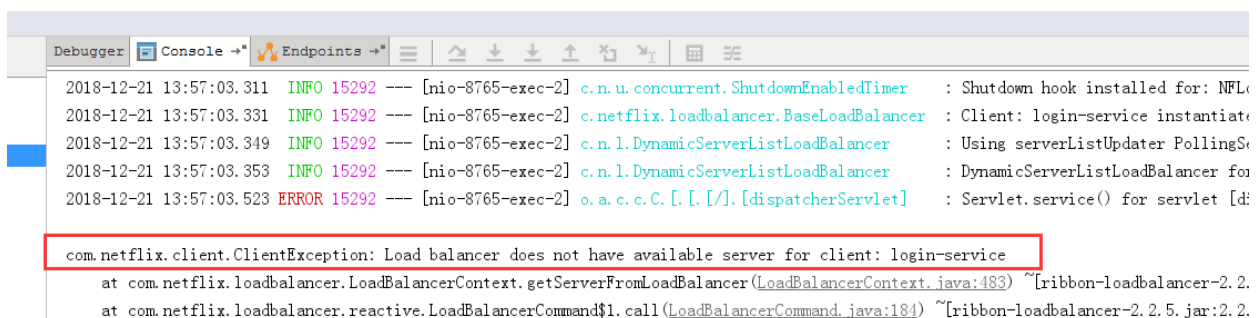 Debugger Console Endpoints
2018-12-21 13:57:03.311 INFO 15292 --- [nio-8765-exec-2] c.n.u.concurrent.ShutdownEnabledTimer : Shutdown hook installed for: NFLo
2018-12-21 13:57:03.331 INFO 15292 --- [nio-8765-exec-2] c.netflix.loadbalancer.BaseLoadBalancer : Client: login-service instantiate
2018-12-21 13:57:03.349 INFO 15292 --- [nio-8765-exec-2] c.n.l.DynamicServerListLoadBalancer : Using serverListUpdater PollingSe
2018-12-21 13:57:03.353 INFO 15292 --- [nio-8765-exec-2] c.n.l.DynamicServerListLoadBalancer : DynamicServerListLoadBalancer for
2018-12-21 13:57:03.523 ERROR 15292 --- [nio-8765-exec-2] o.a.c.c.C.[.[.[/].[dispatcherServlet] : Servlet.service() for servlet [di
com.netflix.client.ClientException: Load balancer does not have available server for client: login-service
at com.netflix.loadbalancer.LoadBalancerContext.getServerFromLoadBalancer(LoadBalancerContext.java:483) ~[ribbon-loadbalancer-2.2.
at com.netflix.loadbalancer.reactive.LoadBalancerCommand$1.call(LoadBalancerCommand.java:184) ~[ribbon-loadbalancer-2.2.5.jar:2.2.